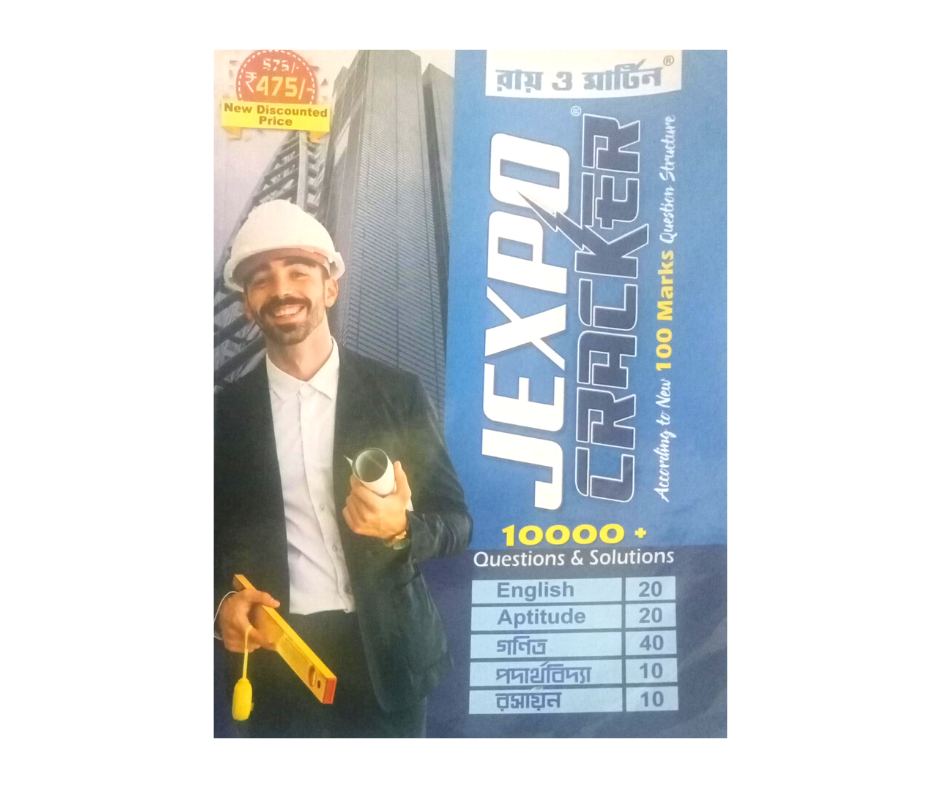 575/-
₹475/-
New Discounted
Price
রায় ও মার্টিন®
JEXPO®
CRACKER
According to New 100 Marks Question Structure
10000 +
Questions & Solutions
English 20
Aptitude 20
গণিত 40
পদার্থবিদ্যা 10
রসায়ন 10